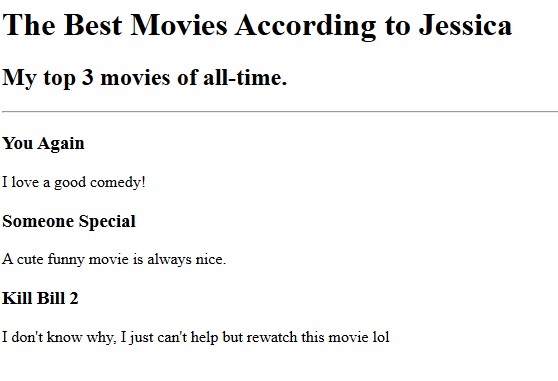 The Best Movies According to Jessica
My top 3 movies of all-time.
You Again
I love a good comedy!
Someone Special
A cute funny movie is always nice.
Kill Bill 2
I don't know why, I just can't help but rewatch this movie lol